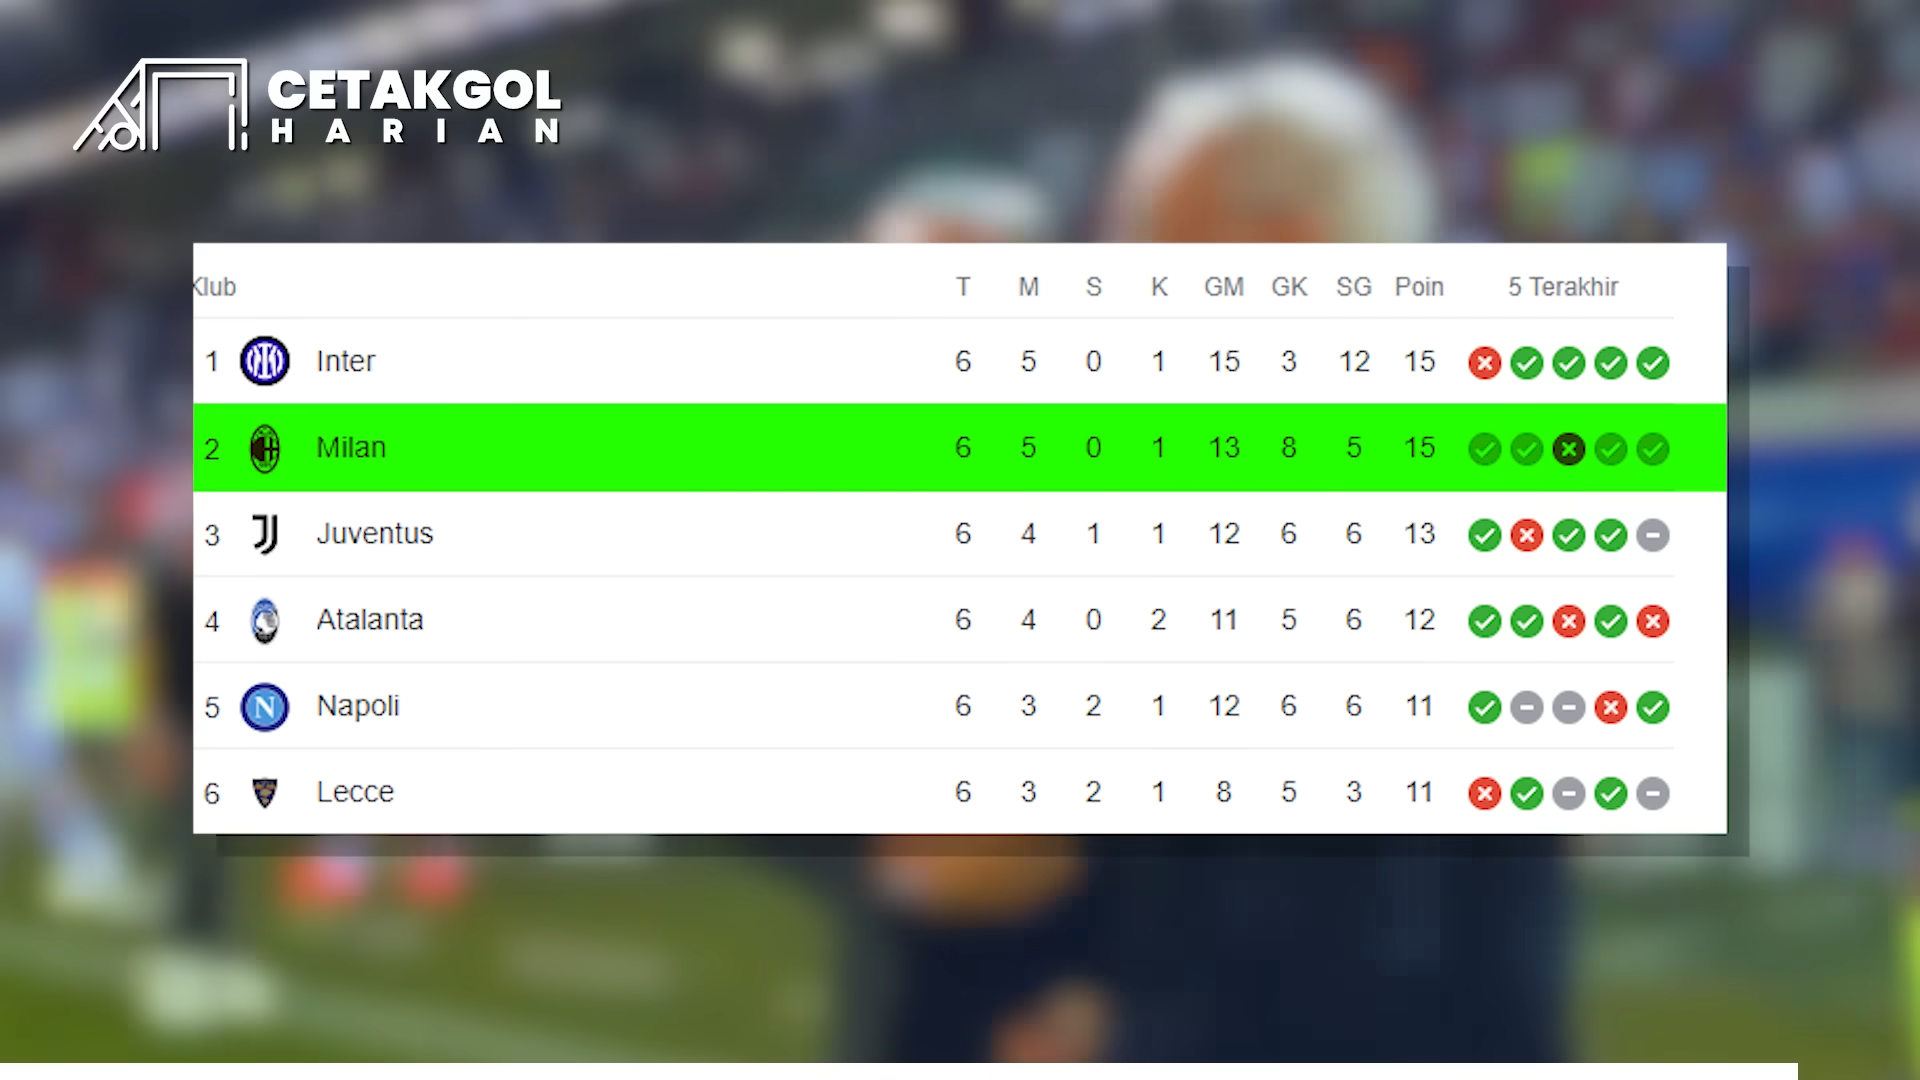 CETAKGOL
HARIAN
Klub T M S K GM GK SG Poin 5 Terakhir
1 Inter 6 5 0 1 15 3 12 15
2 Milan 6 5 0 1 13 8 5 15
3 Juventus 6 4 1 1 12 6 6 13
4 Atalanta 6 4 0 2 11 5 6 12
5 N Napoli 6 3 2 1 12 6 6 11
6 Lecce 6 3 2 1 8 5 3 11